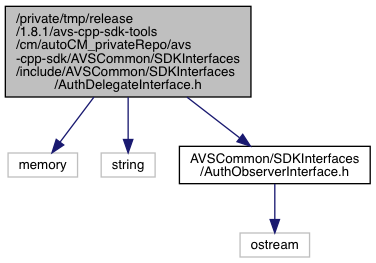 /private/tmp/release
/1.8.1/avs-cpp-sdk-tools
/cm/autoCM_privateRepo/avs
-cpp-sdk/AVSCommon/SDKInterfaces
/include/AVSCommon/SDKInterfaces
/AuthDelegateInterface.h
memory
string
AVSCommon/SDKInterfaces
/AuthObserverInterface.h
ostream